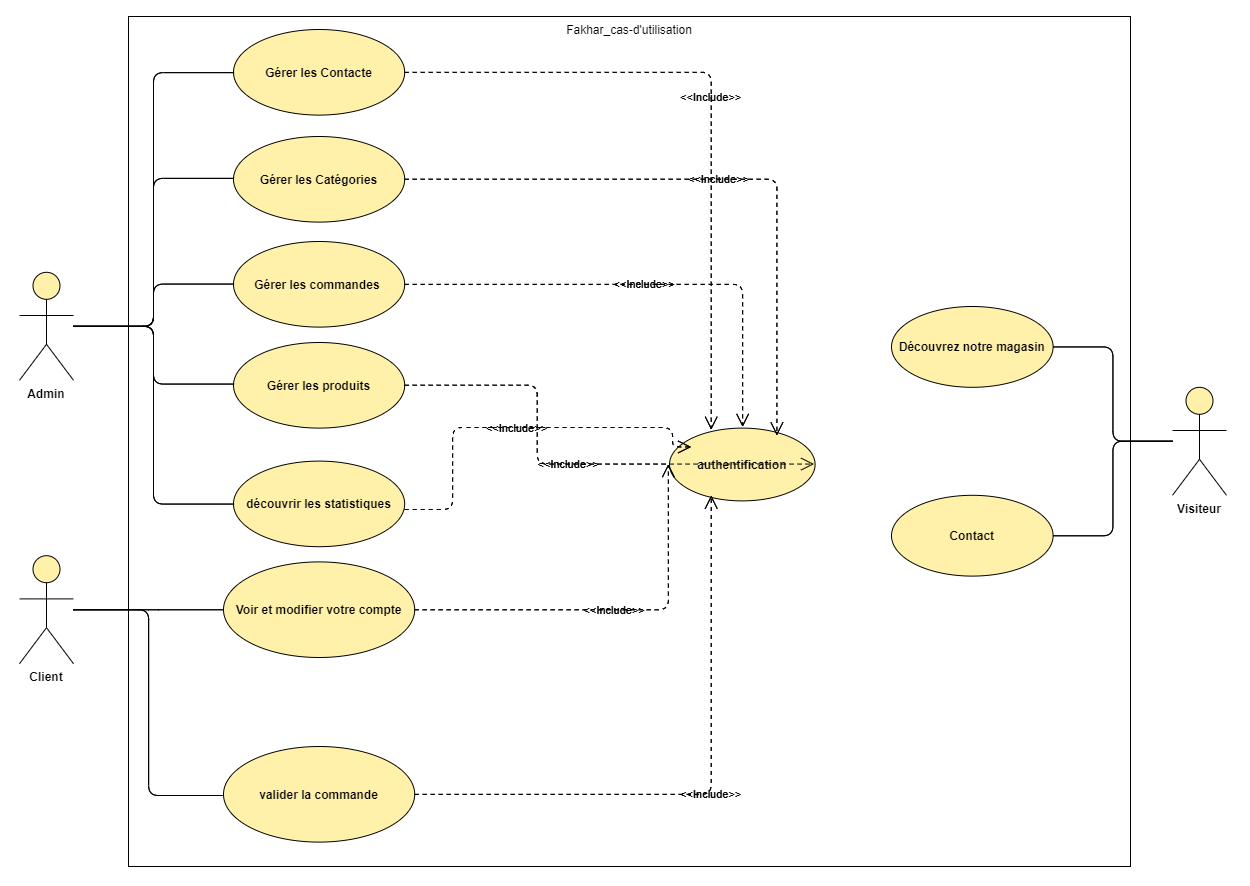 Fakhar_cas-d'utilisation
Gérer les Contacte
<<Include>>
Gérer les Catégories
<<Include>>
Gérer les commandes
<<Include>>
Admin
Gérer les produits
<<Include>>
<<Include>>
authentification
découvrir les statistiques
Découvrez notre magasin
Visiteur
Contact
Voir et modifier votre compte
<<Include>>
Client
valider la commande
<<Include>>